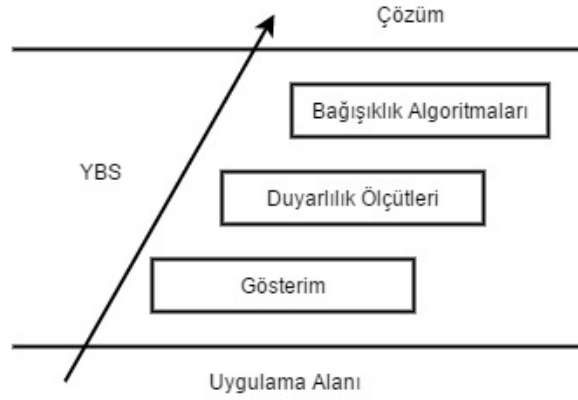 Çözüm
Bağışıklık Algoritmaları
YBS
Duyarlılık Ölçütleri
Gösterim
Uygulama Alanı